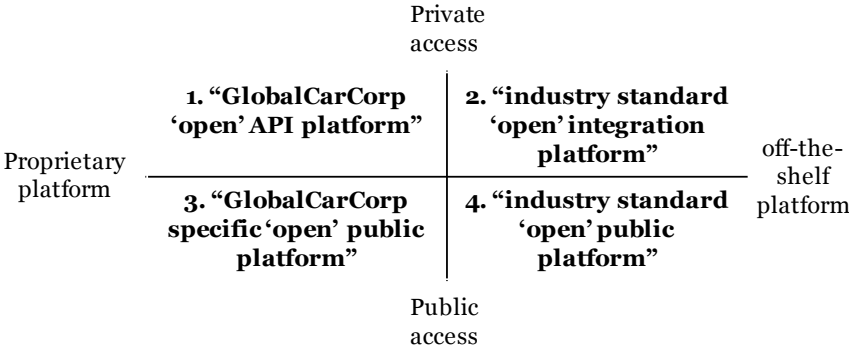 Private
access
1. “GlobalCarCorp
‘open’ API platform”
2. “industry standard
‘open’ integration
platform”
Proprietary
platform
off-the-
shelf
platform
3. “GlobalCarCorp
specific ‘open’ public
platform”
4. “industry standard
‘open’ public
platform”
Public
access